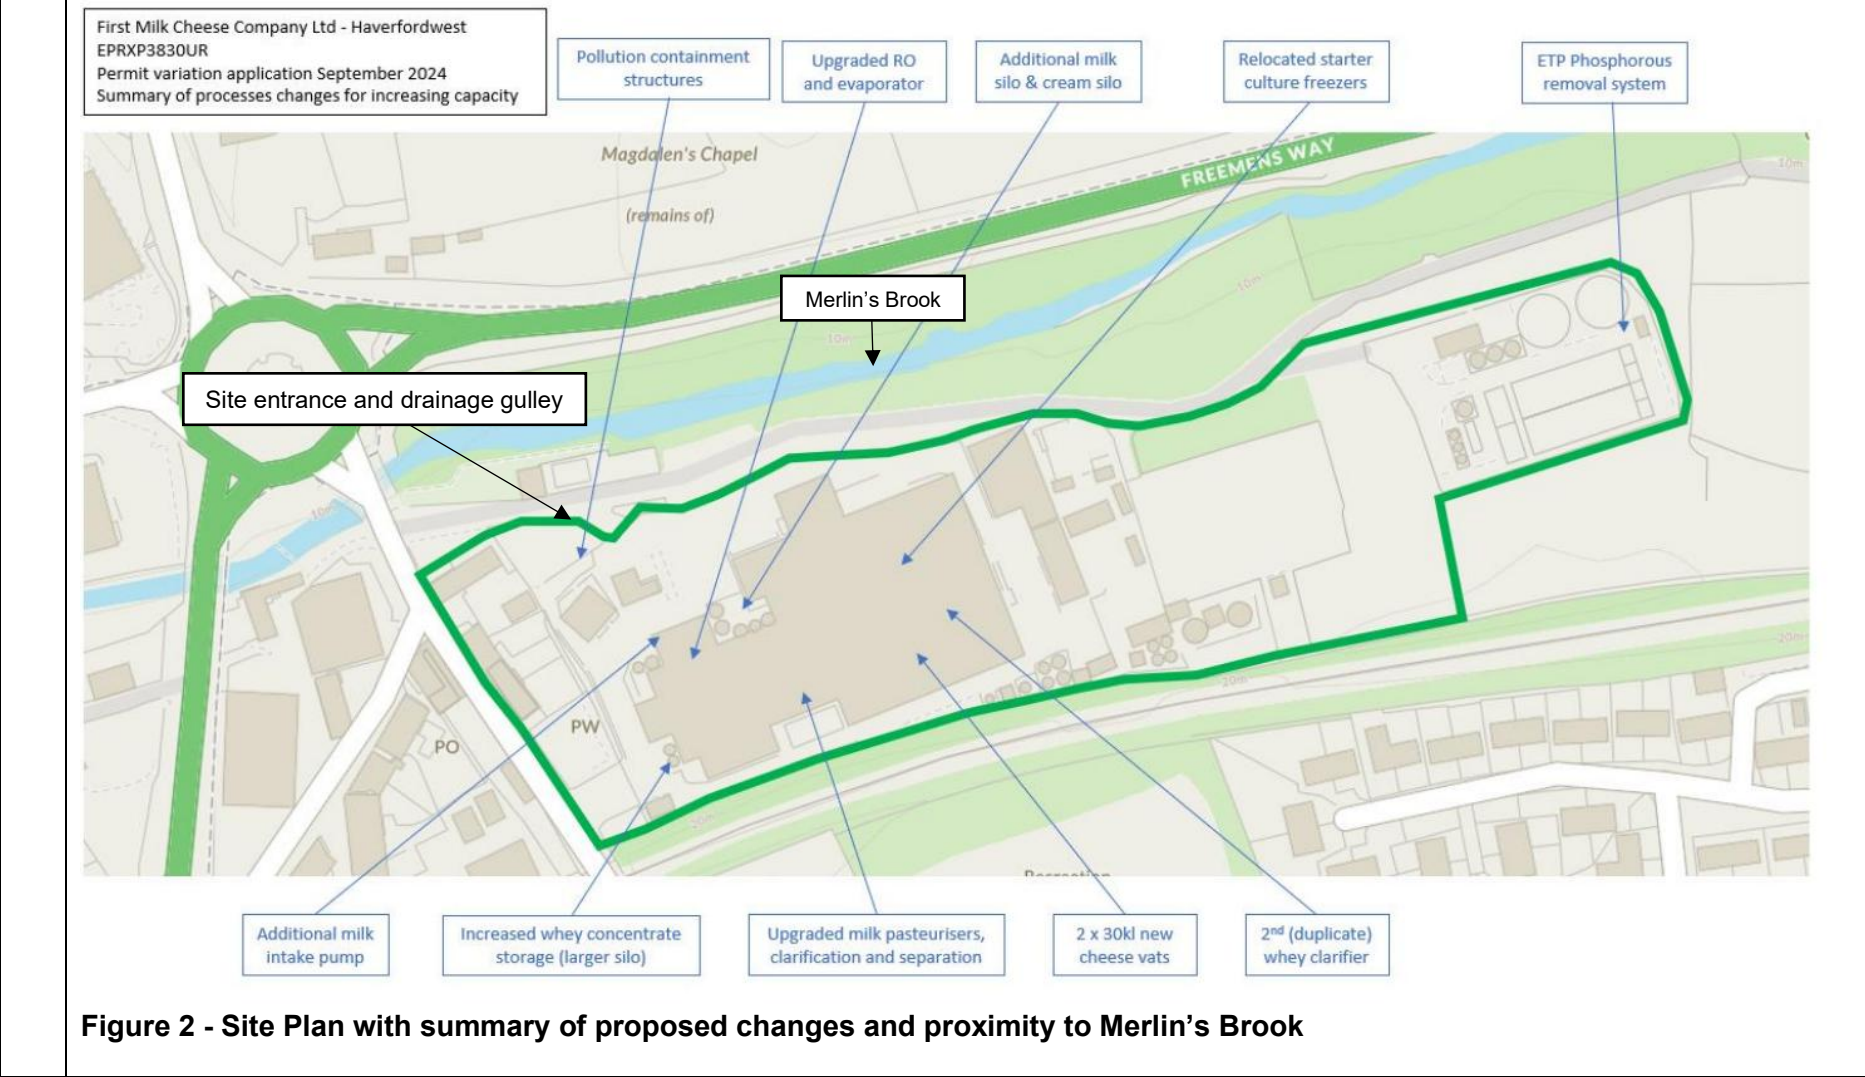 First Milk Cheese Company Ltd - Haverfordwest
EPRXP3830UR
Permit variation application September 2024
Summary of processes changes for increasing capacity
Pollution containment
structures
Upgraded RO
and evaporator
Additional milk
silo & cream silo
Relocated starter
culture freezers
ETP Phosphorous
removal system
Magdalen's Chapel
(remains of)
FREEMENS WAY
10m
Merlin's Brook
10m
10m
Site entrance and drainage gulley
10m
PW
PO
20m
20m
20m
Additional milk
intake pump
Increased whey concentrate
storage (larger silo)
Upgraded milk pasteurisers,
clarification and separation
2 x 30kl new
cheese vats
2nd (duplicate)
whey clarifier
Figure 2 - Site Plan with summary of proposed changes and proximity to Merlin's Brook